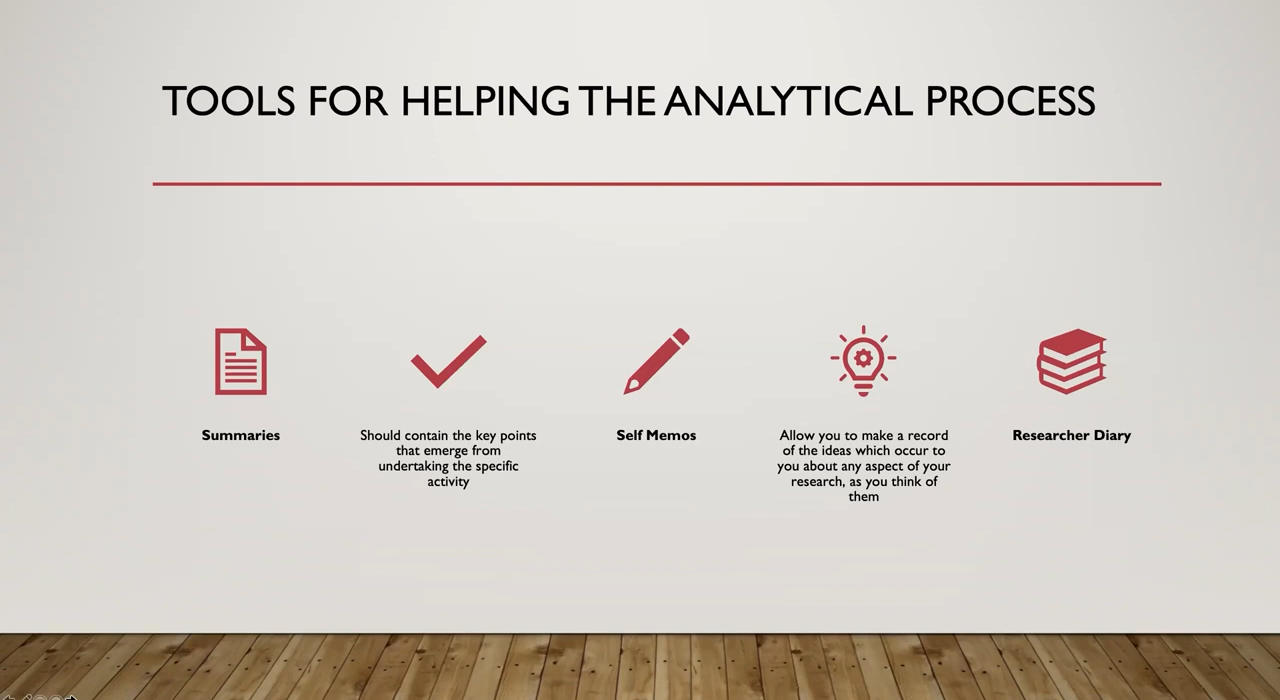 TOOLS FOR HELPING THE ANALYTICAL PROCESS
Summaries
Should contain the key points
that emerge from
undertaking the specific
activity
Self Memos
Allow you to make a record
of the ideas which occur to
you about any aspect of your
research, as you think of
them
Researcher Diary